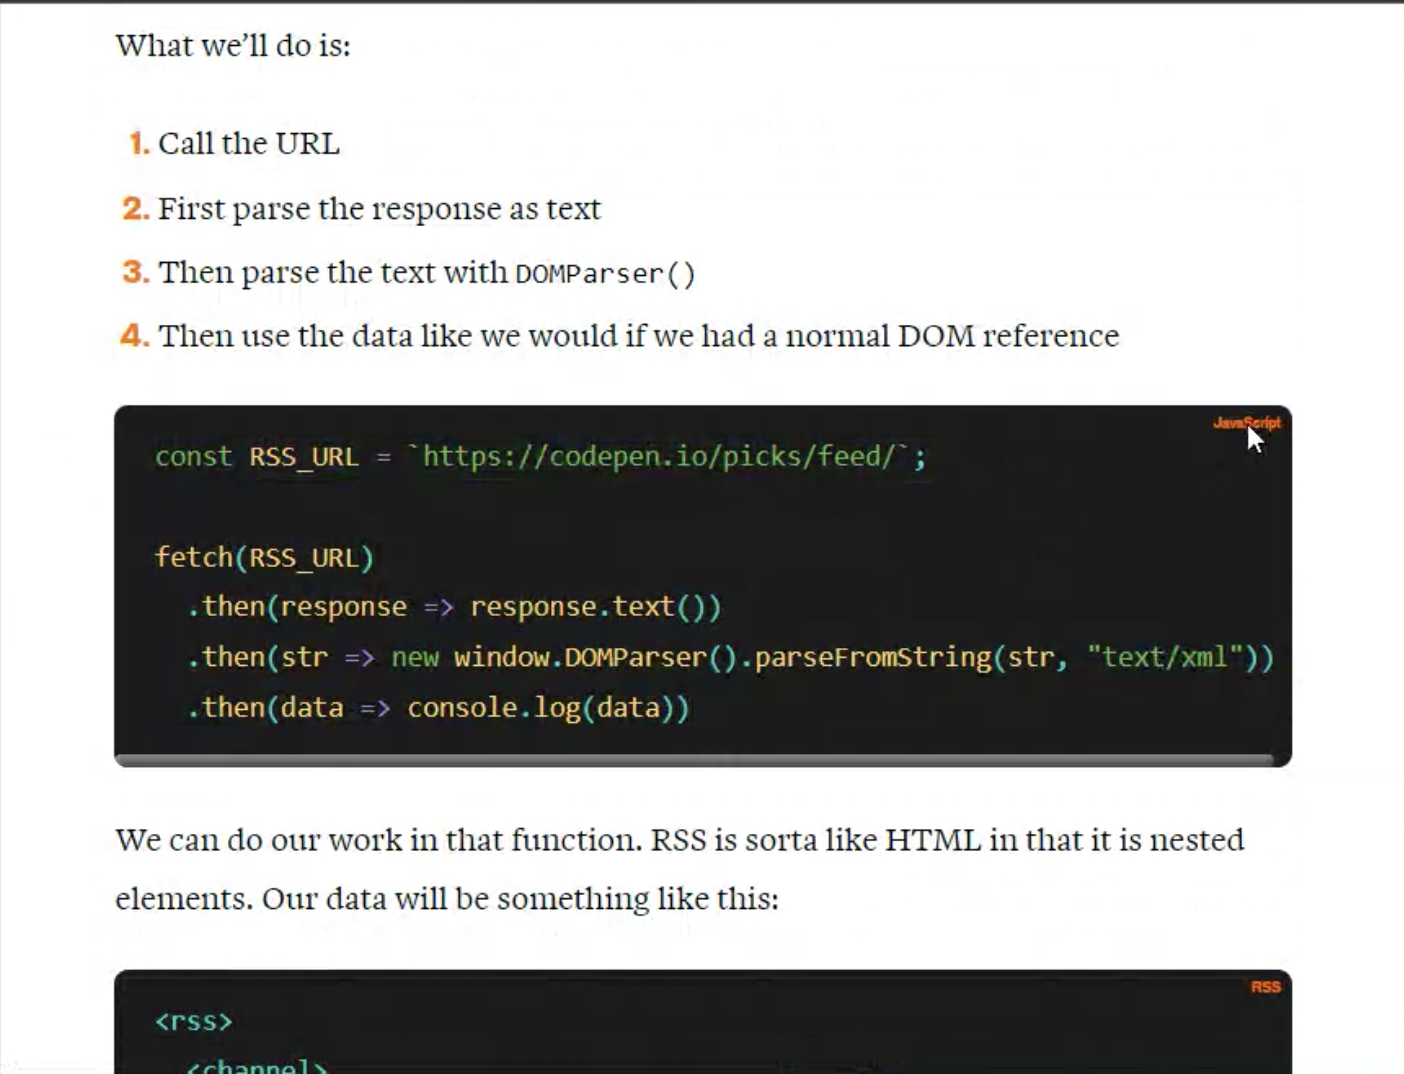 What we’ll do is:
1. Call the URL
2. First parse the response as text
3. Then parse the text with DOMParser()
4. Then use the data like we would if we had a normal DOM reference
JavaScript
const RSS_URL = `https://codepen.io/picks/feed/`;
fetch(RSS_URL)
  .then(response => response.text())
  .then(str => new window.DOMParser().parseFromString(str, "text/xml"))
  .then(data => console.log(data))
We can do our work in that function. RSS is sorta like HTML in that it is nested
elements. Our data will be something like this:
RSS
<rss>
  <channel>